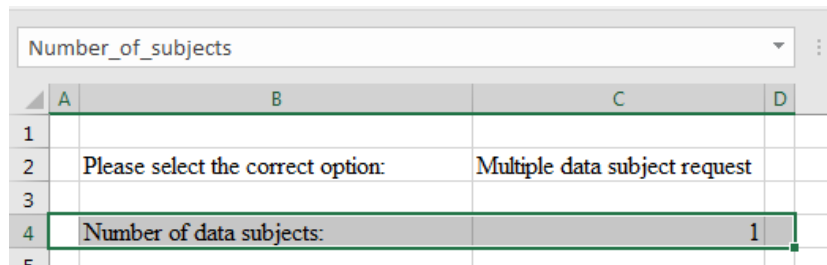 Number_of_subjects
A B C D
1
2 Please select the correct option: Multiple data subject request
3
4 Number of data subjects: 1
5